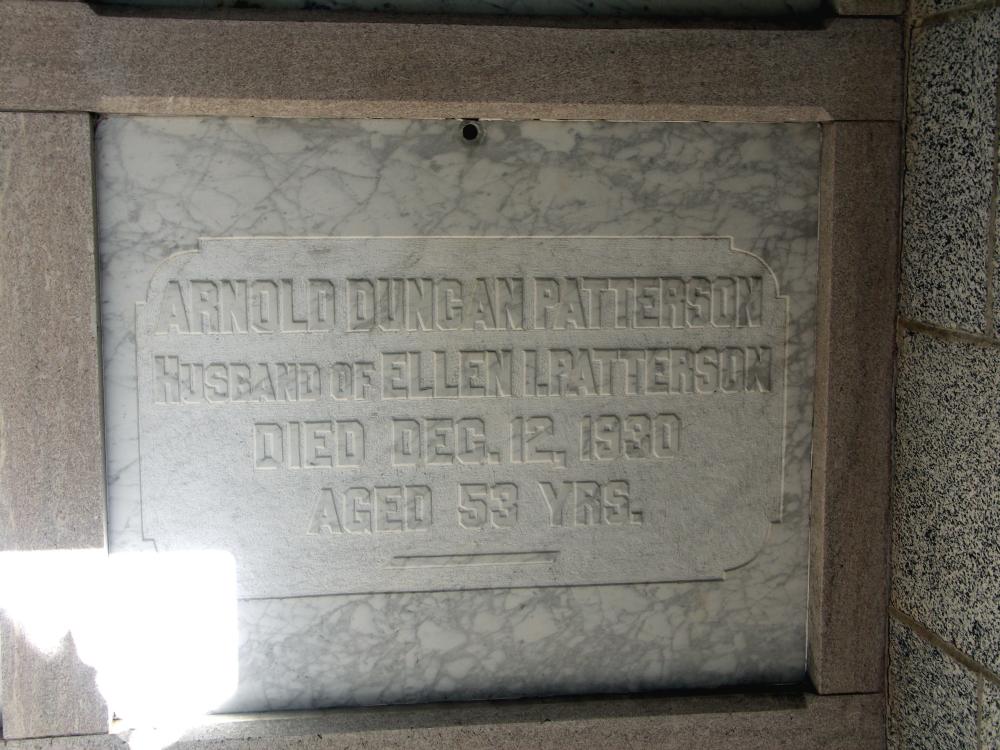 ARNOLD DUNCAN PATTERSON
HUSBAND OF ELLEN I. PATTERSON
DIED DEC. 12, 1930
AGED 53 YRS.